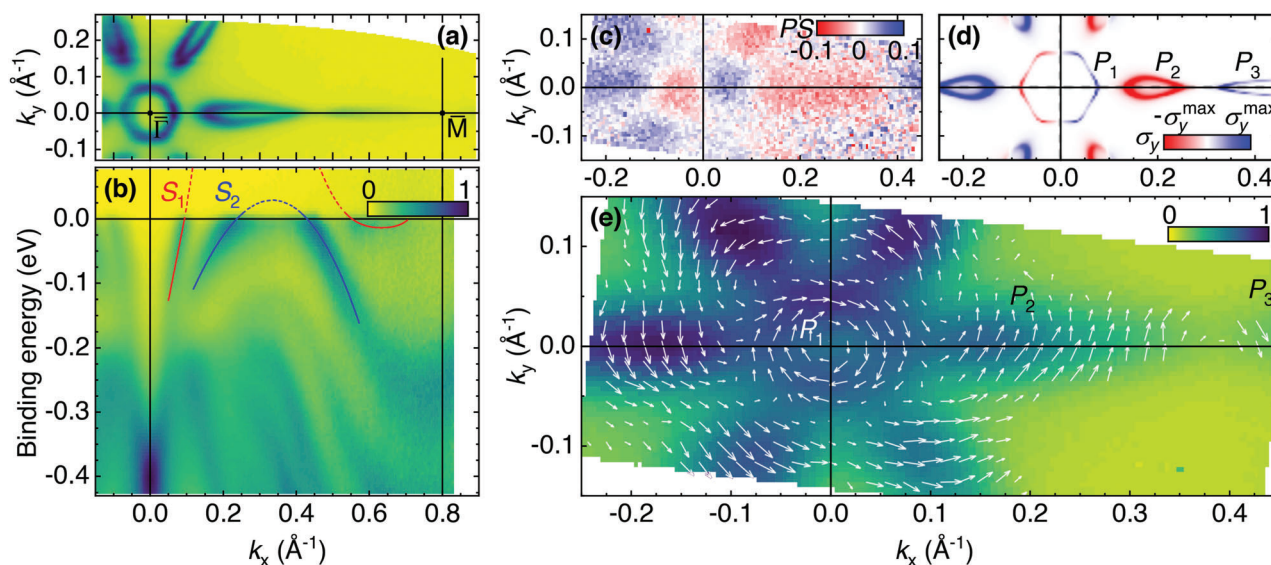 (a)
0.2
0.1
0.0
-0.1
k_y (Å⁻¹)
Γ̿
M̿
(b)
S₁
S₂
0 1
0.0
-0.1
-0.2
-0.3
-0.4
Binding energy (eV)
0.0 0.2 0.4 0.6 0.8
k_x (Å⁻¹)
(c)
PS
-0.1 0.1
0.1
0.0
-0.1
k_y (Å⁻¹)
-0.2 0.0 0.2 0.4
(d)
P₁ P₂ P₃
-σ_y^max σ_y^max
σ_y
-0.2 0.0 0.2 0.4
(e)
0 1
P₁
P₂
P₃
0.1
0.0
-0.1
k_y (Å⁻¹)
-0.2 -0.1 0.0 0.1 0.2 0.3 0.4
k_x (Å⁻¹)